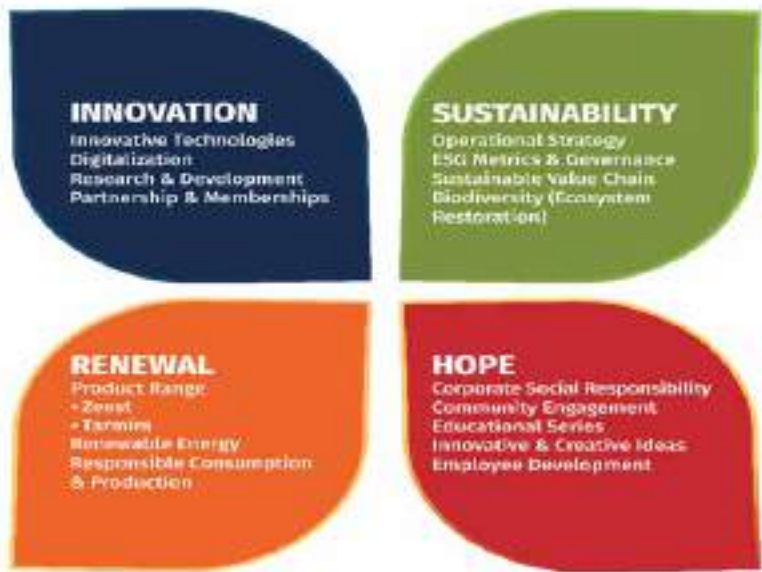 INNOVATION
Innovative Technologies
Digitalization
Research & Development
Partnership & Memberships
SUSTAINABILITY
Operational Strategy
ESG Metrics & Governance
Sustainable Value Chain
Biodiversity (Ecosystem
Restoration)
RENEWAL
Product Range
• Zeest
• Tarmim
Renewable Energy
Responsible Consumption
& Production
HOPE
Corporate Social Responsibility
Community Engagement
Educational Series
Innovative & Creative Ideas
Employee Development